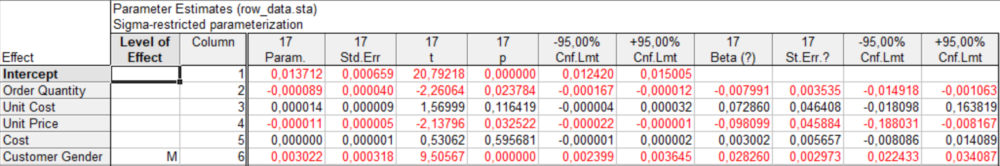 Parameter Estimates (row_data.sta)
Sigma-restricted parameterization
Effect Level of Effect Column 17 Param. 17 Std.Err 17 t 17 p -95,00% Cnf.Lmt +95,00% Cnf.Lmt 17 Beta (?) 17 St.Err.? -95,00% Cnf.Lmt +95,00% Cnf.Lmt
Intercept 1 0,013712 0,000659 20,79218 0,000000 0,012420 0,015005
Order Quantity 2 -0,000089 0,000040 -2,26064 0,023784 -0,000167 -0,000012 -0,007991 0,003535 -0,014918 -0,001063
Unit Cost 3 0,000014 0,000009 1,56999 0,116419 -0,000004 0,000032 0,072860 0,046408 -0,018098 0,163819
Unit Price 4 -0,000011 0,000005 -2,13796 0,032522 -0,000022 -0,000001 -0,098099 0,045884 -0,188031 -0,008167
Cost 5 0,000000 0,000001 0,53062 0,595681 -0,000001 0,000002 0,003002 0,005657 -0,008086 0,014089
Customer Gender M 6 0,003022 0,000318 9,50567 0,000000 0,002399 0,003645 0,028260 0,002973 0,022433 0,034087